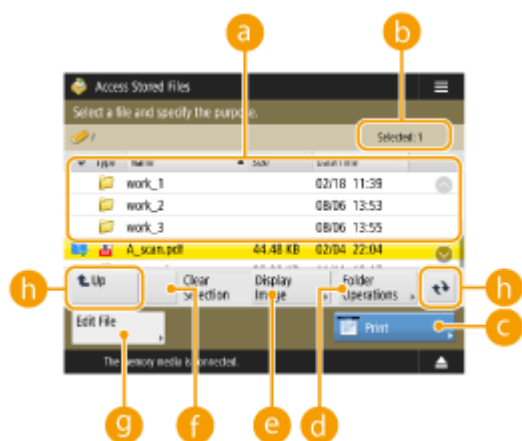 a
b
Access Stored Files
Select a file and specify the purpose.
/ Selected: 1
Type Name Size Date/Time
work_1 02/18 11:39
work_2 08/06 13:53
work_3 08/06 13:55
A_scan.pdf 44.48 KB 02/04 22:04
h Up Clear Selection Display Image Folder Operations h
Edit File Print c
The memory media is connected.
g f e d